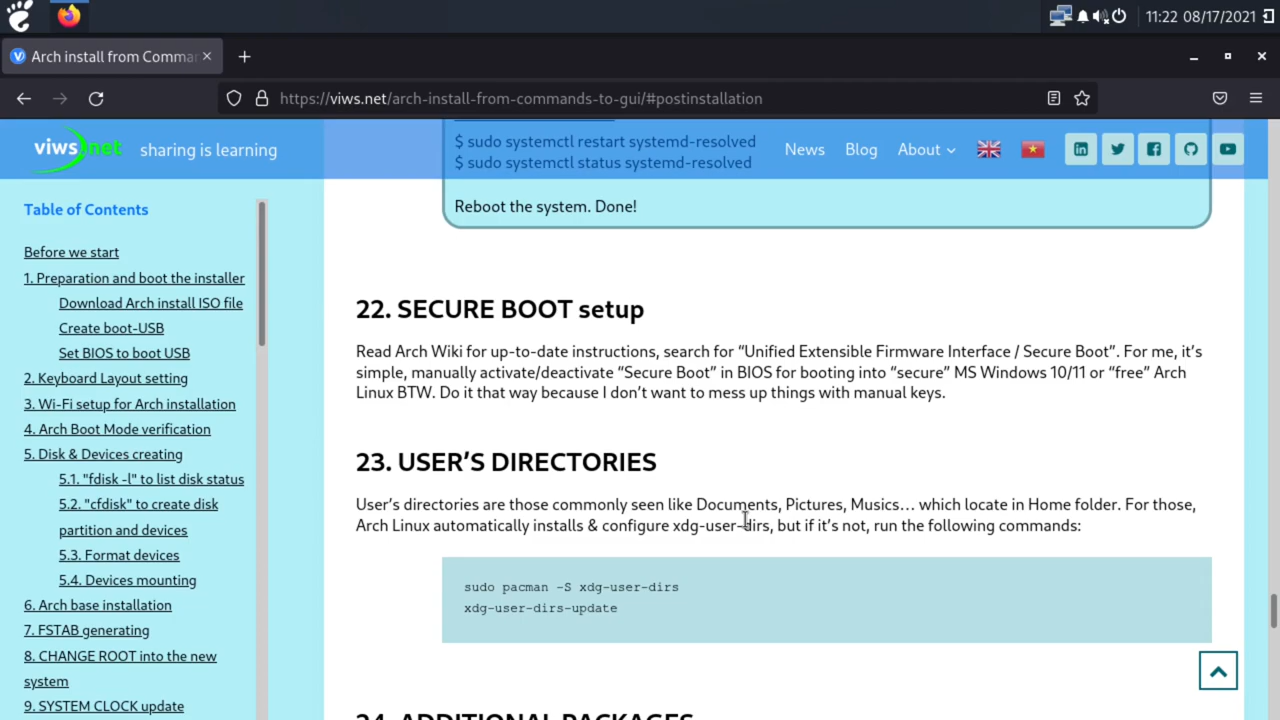 11:22 08/17/2021
Arch install from Comma
https://viws.net/arch-install-from-commands-to-gui/#postinstallation
viws net sharing is learning
News Blog About
$ sudo systemctl restart systemd-resolved
$ sudo systemctl status systemd-resolved
Reboot the system. Done!
Table of Contents
Before we start
1. Preparation and boot the installer
Download Arch install ISO file
Create boot-USB
Set BIOS to boot USB
2. Keyboard Layout setting
3. Wi-Fi setup for Arch installation
4. Arch Boot Mode verification
5. Disk & Devices creating
5.1. "fdisk -l" to list disk status
5.2. "cfdisk" to create disk
partition and devices
5.3. Format devices
5.4. Devices mounting
6. Arch base installation
7. FSTAB generating
8. CHANGE ROOT into the new
system
9. SYSTEM CLOCK update
22. SECURE BOOT setup
Read Arch Wiki for up-to-date instructions, search for “Unified Extensible Firmware Interface / Secure Boot”. For me, it’s
simple, manually activate/deactivate “Secure Boot” in BIOS for booting into “secure” MS Windows 10/11 or “free” Arch
Linux BTW. Do it that way because I don’t want to mess up things with manual keys.
23. USER’S DIRECTORIES
User’s directories are those commonly seen like Documents, Pictures, Musics… which locate in Home folder. For those,
Arch Linux automatically installs & configure xdg-user-dirs, but if it’s not, run the following commands:
sudo pacman -S xdg-user-dirs
xdg-user-dirs-update
24. ADDITIONAL PACKAGES